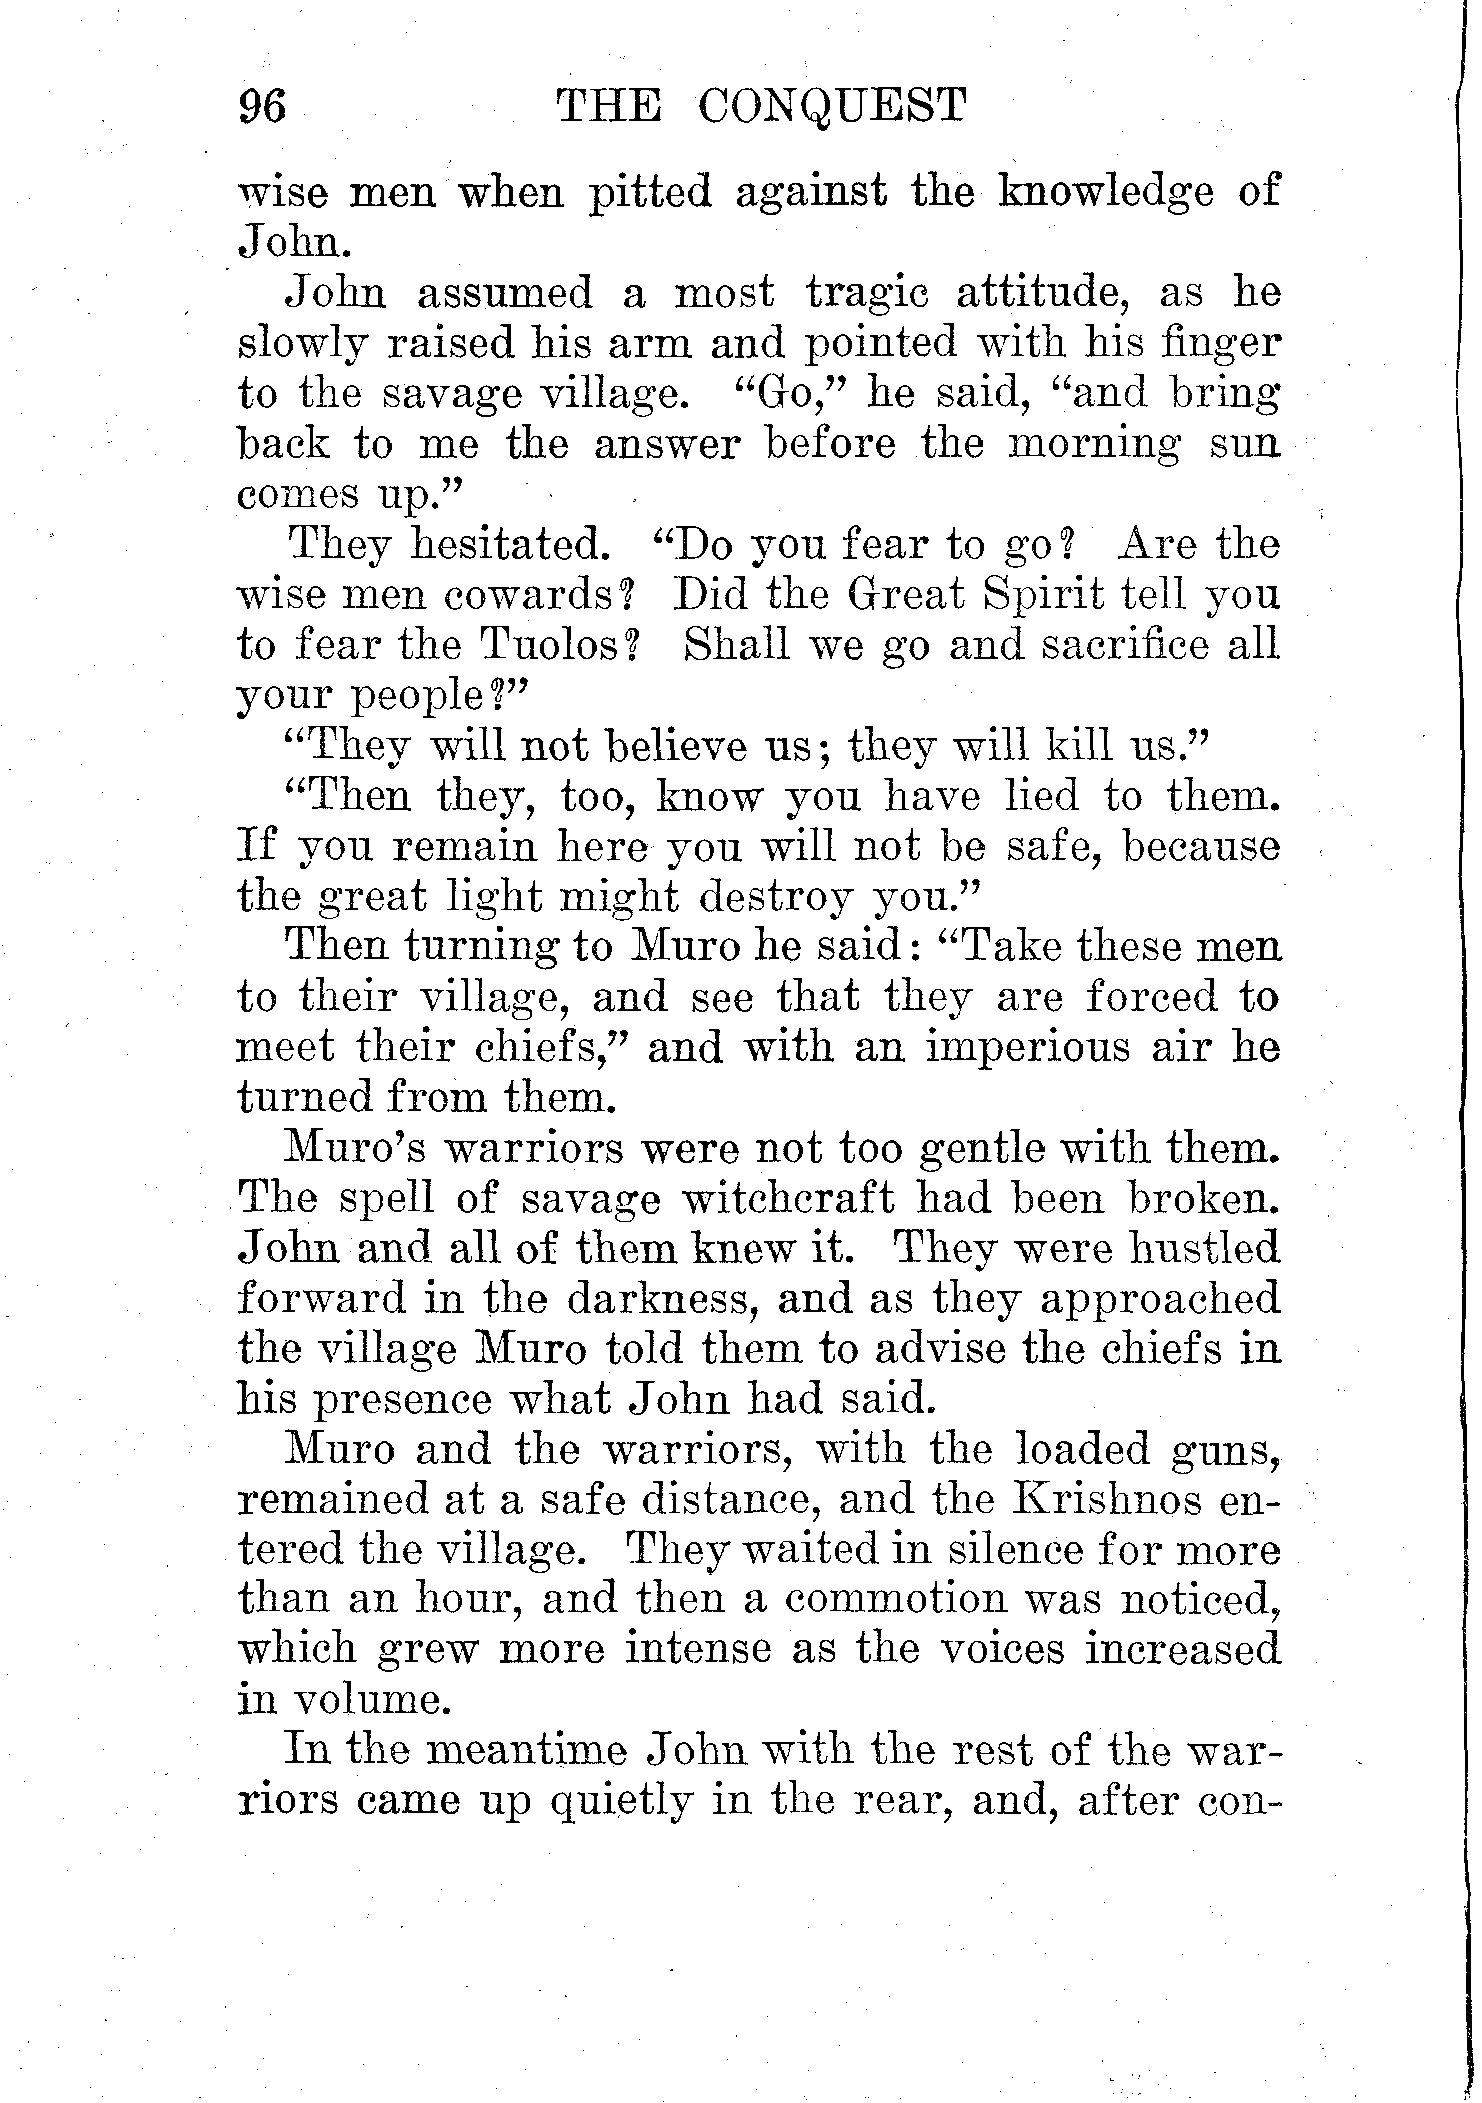 96 THE CONQUEST
wise men when pitted against the knowledge of
John.
John assumed a most tragic attitude, as he
slowly raised his arm and pointed with his finger
to the savage village. “Go,” he said, “and bring
back to me the answer before the morning sun
comes up.”
They hesitated. “Do you fear to go? Are the
wise men cowards? Did the Great Spirit tell you
to fear the Tuolos? Shall we go and sacrifice all
your people?”
“They will not believe us; they will kill us.”
“Then they, too, know you have lied to them.
If you remain here you will not be safe, because
the great light might destroy you.”
Then turning to Muro he said: “Take these men
to their village, and see that they are forced to
meet their chiefs,” and with an imperious air he
turned from them.
Muro’s warriors were not too gentle with them.
The spell of savage witchcraft had been broken.
John and all of them knew it. They were hustled
forward in the darkness, and as they approached
the village Muro told them to advise the chiefs in
his presence what John had said.
Muro and the warriors, with the loaded guns,
remained at a safe distance, and the Krishnos en-
tered the village. They waited in silence for more
than an hour, and then a commotion was noticed,
which grew more intense as the voices increased
in volume.
In the meantime John with the rest of the war-
riors came up quietly in the rear, and, after con-